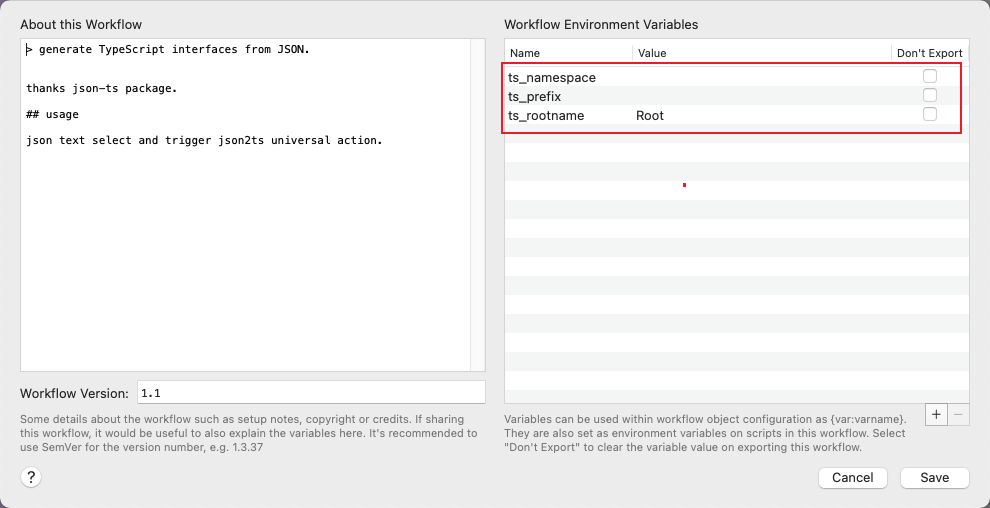 About this Workflow
> generate TypeScript interfaces from JSON.
thanks json-ts package.
## usage
json text select and trigger json2ts universal action.
Workflow Version: 1.1
Some details about the workflow such as setup notes, copyright or credits. If sharing
this workflow, it would be useful to also explain the variables here. It's recommended to
use SemVer for the version number, e.g. 1.3.37
?
Workflow Environment Variables
Name Value Don't Export
ts_namespace
ts_prefix
ts_rootname Root
+ −
Variables can be used within workflow object configuration as {var:varname}.
They are also set as environment variables on scripts in this workflow. Select
"Don't Export" to clear the variable value on exporting this workflow.
Cancel Save